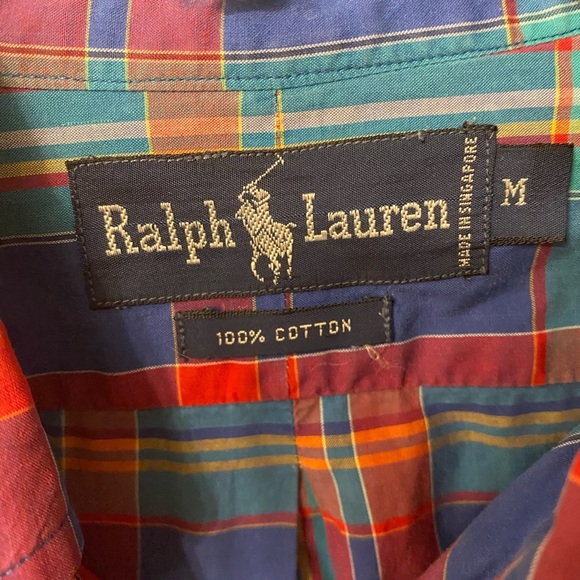 Ralph Lauren
MADE IN SINGAPORE
M
100% COTTON